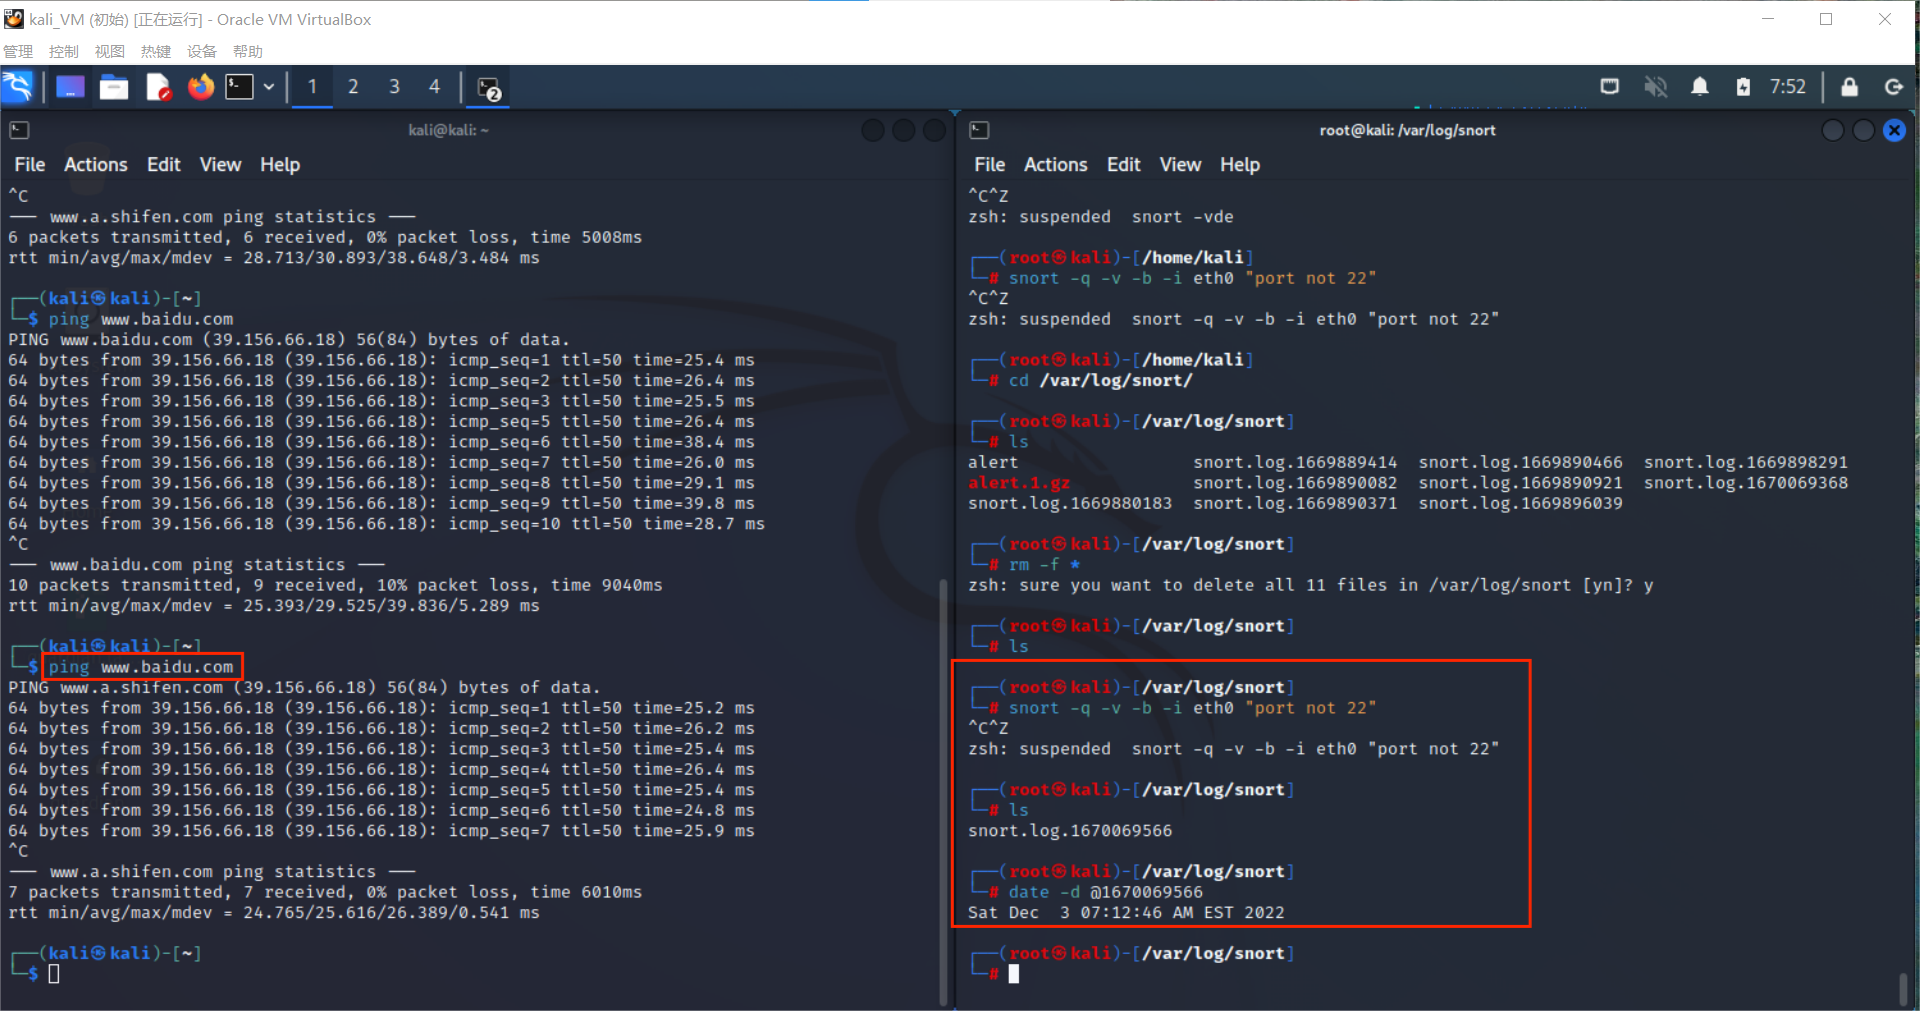 kali_VM (初始) [正在运行] - Oracle VM VirtualBox
管理 控制 视图 热键 设备 帮助
1 2 3 4 2 7:52
kali@kali: ~
File Actions Edit View Help
^C
── www.a.shifen.com ping statistics ──
6 packets transmitted, 6 received, 0% packet loss, time 5008ms
rtt min/avg/max/mdev = 28.713/30.893/38.648/3.484 ms
┌──(kali㉿kali)-[~]
└─$ ping www.baidu.com
PING www.baidu.com (39.156.66.18) 56(84) bytes of data.
64 bytes from 39.156.66.18 (39.156.66.18): icmp_seq=1 ttl=50 time=25.4 ms
64 bytes from 39.156.66.18 (39.156.66.18): icmp_seq=2 ttl=50 time=26.4 ms
64 bytes from 39.156.66.18 (39.156.66.18): icmp_seq=3 ttl=50 time=25.5 ms
64 bytes from 39.156.66.18 (39.156.66.18): icmp_seq=5 ttl=50 time=26.4 ms
64 bytes from 39.156.66.18 (39.156.66.18): icmp_seq=6 ttl=50 time=38.4 ms
64 bytes from 39.156.66.18 (39.156.66.18): icmp_seq=7 ttl=50 time=26.0 ms
64 bytes from 39.156.66.18 (39.156.66.18): icmp_seq=8 ttl=50 time=29.1 ms
64 bytes from 39.156.66.18 (39.156.66.18): icmp_seq=9 ttl=50 time=39.8 ms
64 bytes from 39.156.66.18 (39.156.66.18): icmp_seq=10 ttl=50 time=28.7 ms
^C
── www.baidu.com ping statistics ──
10 packets transmitted, 9 received, 10% packet loss, time 9040ms
rtt min/avg/max/mdev = 25.393/29.525/39.836/5.289 ms
┌──(kali㉿kali)-[~]
└─$ ping www.baidu.com
PING www.a.shifen.com (39.156.66.18) 56(84) bytes of data.
64 bytes from 39.156.66.18 (39.156.66.18): icmp_seq=1 ttl=50 time=25.2 ms
64 bytes from 39.156.66.18 (39.156.66.18): icmp_seq=2 ttl=50 time=26.2 ms
64 bytes from 39.156.66.18 (39.156.66.18): icmp_seq=3 ttl=50 time=25.4 ms
64 bytes from 39.156.66.18 (39.156.66.18): icmp_seq=4 ttl=50 time=26.4 ms
64 bytes from 39.156.66.18 (39.156.66.18): icmp_seq=5 ttl=50 time=25.4 ms
64 bytes from 39.156.66.18 (39.156.66.18): icmp_seq=6 ttl=50 time=24.8 ms
64 bytes from 39.156.66.18 (39.156.66.18): icmp_seq=7 ttl=50 time=25.9 ms
^C
── www.a.shifen.com ping statistics ──
7 packets transmitted, 7 received, 0% packet loss, time 6010ms
rtt min/avg/max/mdev = 24.765/25.616/26.389/0.541 ms
┌──(kali㉿kali)-[~]
└─$
root@kali: /var/log/snort
File Actions Edit View Help
^C^Z
zsh: suspended  snort -vde
┌──(root㉿kali)-[/home/kali]
└─# snort -q -v -b -i eth0 "port not 22"
^C^Z
zsh: suspended  snort -q -v -b -i eth0 "port not 22"
┌──(root㉿kali)-[/home/kali]
└─# cd /var/log/snort/
┌──(root㉿kali)-[/var/log/snort]
└─# ls
alert snort.log.1669889414 snort.log.1669890466 snort.log.1669898291
alert.1.gz snort.log.1669890082 snort.log.1669890921 snort.log.1670069368
snort.log.1669880183 snort.log.1669890371 snort.log.1669896039
┌──(root㉿kali)-[/var/log/snort]
└─# rm -f *
zsh: sure you want to delete all 11 files in /var/log/snort [yn]? y
┌──(root㉿kali)-[/var/log/snort]
└─# ls
┌──(root㉿kali)-[/var/log/snort]
└─# snort -q -v -b -i eth0 "port not 22"
^C^Z
zsh: suspended  snort -q -v -b -i eth0 "port not 22"
┌──(root㉿kali)-[/var/log/snort]
└─# ls
snort.log.1670069566
┌──(root㉿kali)-[/var/log/snort]
└─# date -d @1670069566
Sat Dec  3 07:12:46 AM EST 2022
┌──(root㉿kali)-[/var/log/snort]
└─#